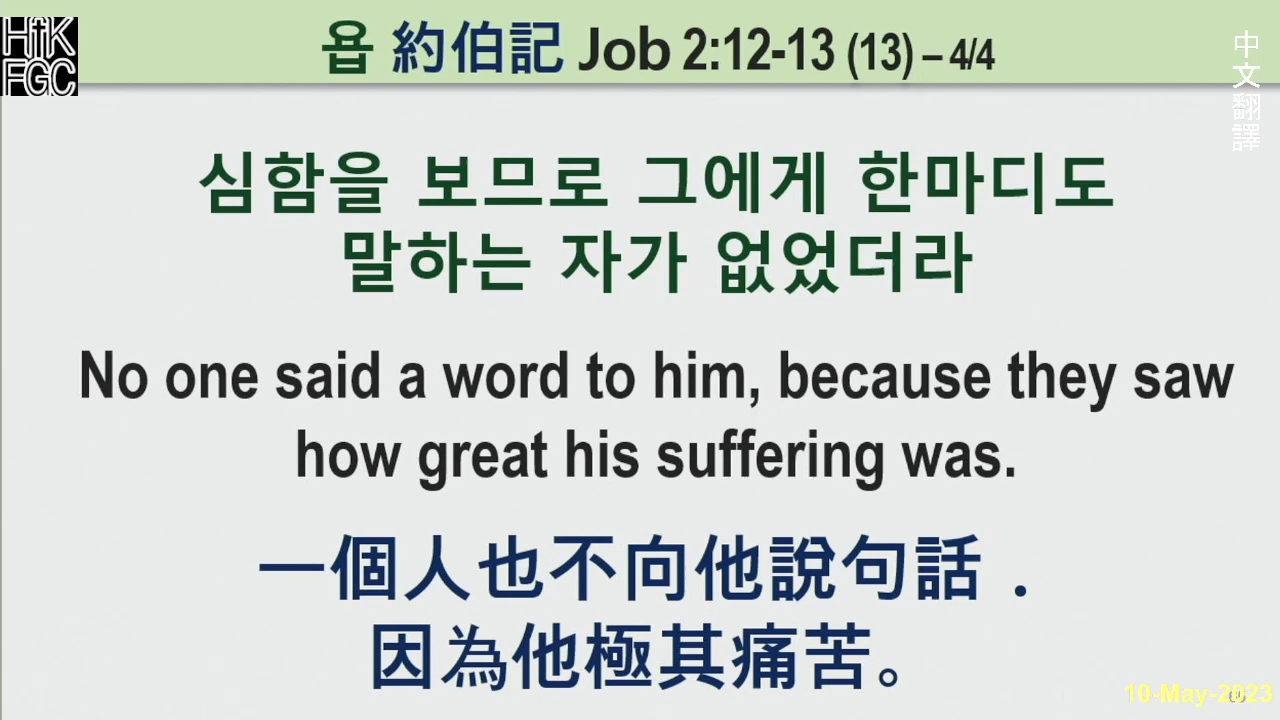 HfK
FGC
욥 約伯記 Job 2:12-13 (13) – 4/4
中文翻譯
심함을 보므로 그에게 한마디도
말하는 자가 없었더라
No one said a word to him, because they saw
how great his suffering was.
一個人也不向他說句話 .
因為他極其痛苦。
10-May-2023